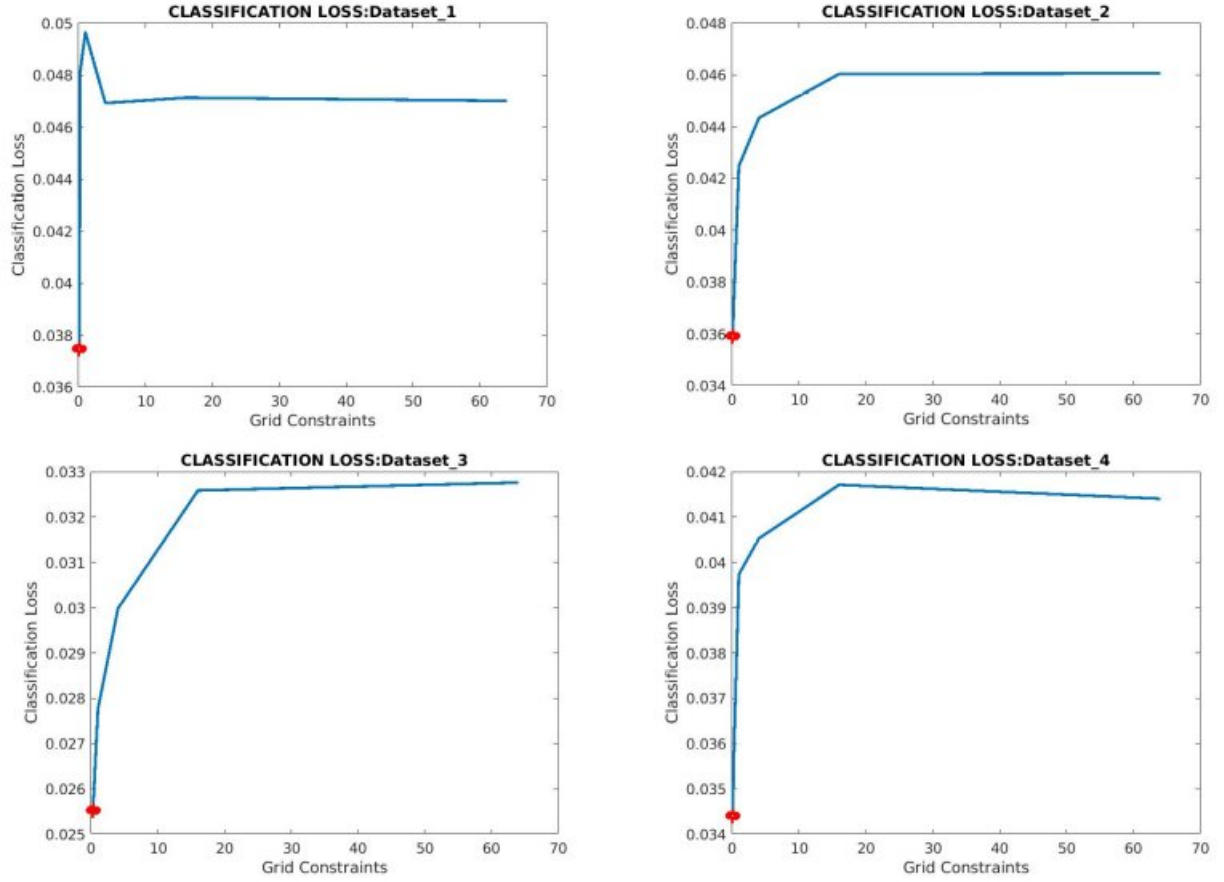 CLASSIFICATION LOSS:Dataset_1
0.05
0.048
0.046
0.044
0.042
0.04
0.038
0.036
Classification Loss
0 10 20 30 40 50 60 70
Grid Constraints
CLASSIFICATION LOSS:Dataset_2
0.048
0.046
0.044
0.042
0.04
0.038
0.036
0.034
Classification Loss
0 10 20 30 40 50 60 70
Grid Constraints
CLASSIFICATION LOSS:Dataset_3
0.033
0.032
0.031
0.03
0.029
0.028
0.027
0.026
0.025
Classification Loss
0 10 20 30 40 50 60 70
Grid Constraints
CLASSIFICATION LOSS:Dataset_4
0.042
0.041
0.04
0.039
0.038
0.037
0.036
0.035
0.034
Classification Loss
0 10 20 30 40 50 60 70
Grid Constraints